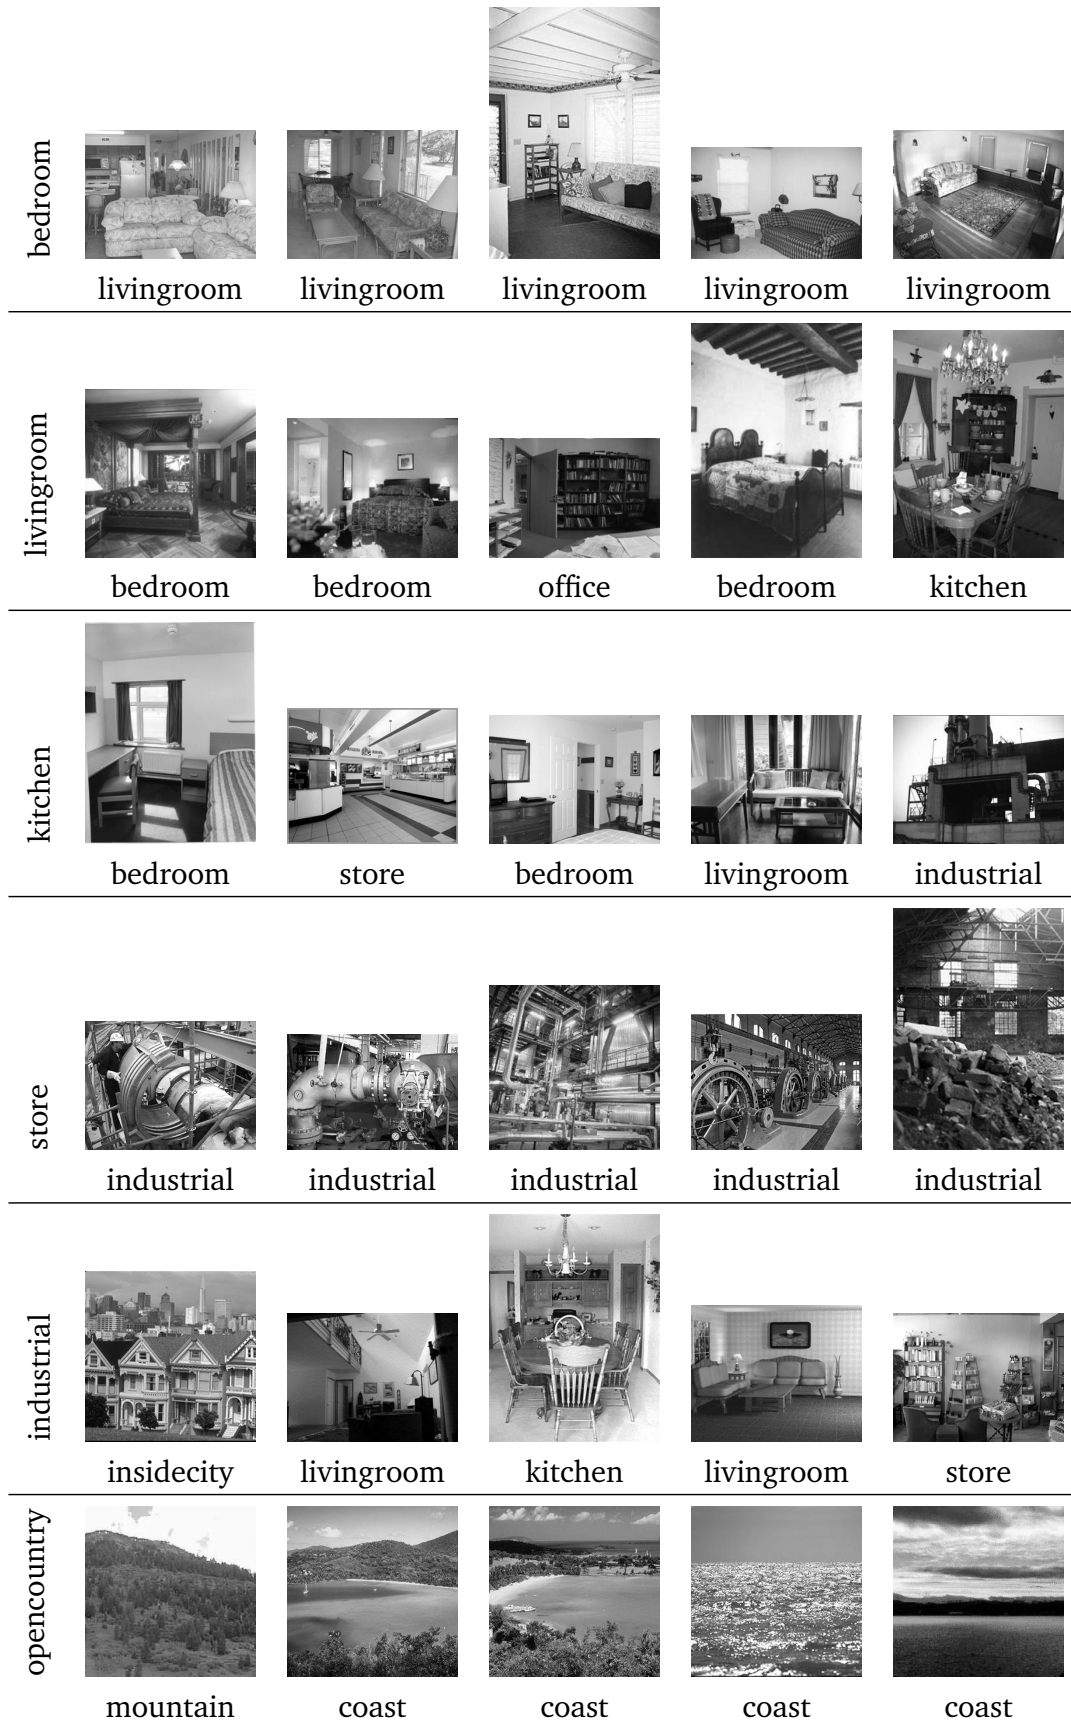 bedroom
livingroom livingroom livingroom livingroom livingroom
livingroom
bedroom bedroom office bedroom kitchen
kitchen
bedroom store bedroom livingroom industrial
store
industrial industrial industrial industrial industrial
industrial
insidecity livingroom kitchen livingroom store
opencountry
mountain coast coast coast coast